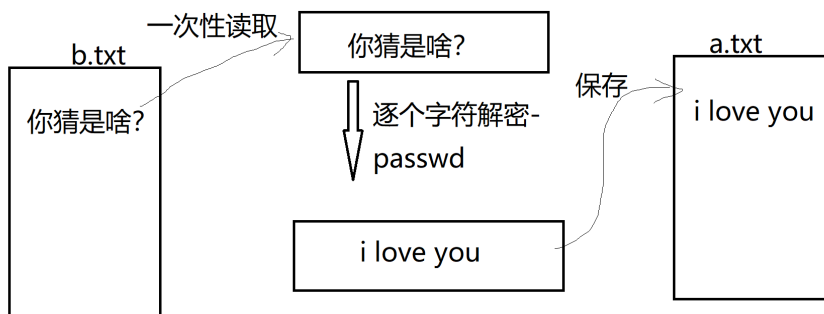 一次性读取
b.txt
你猜是啥？
你猜是啥？
逐个字符解密-
passwd
i love you
保存
a.txt
i love you